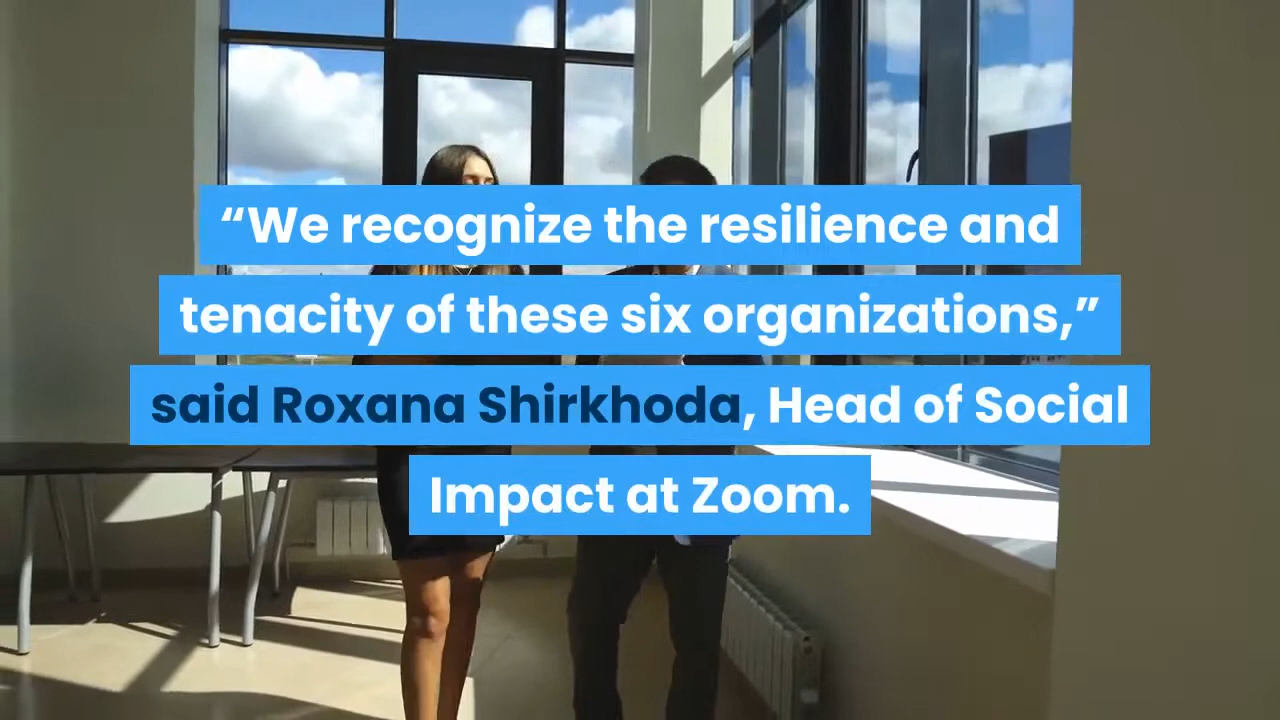 “We recognize the resilience and
tenacity of these six organizations,”
said Roxana Shirkhoda, Head of Social
Impact at Zoom.